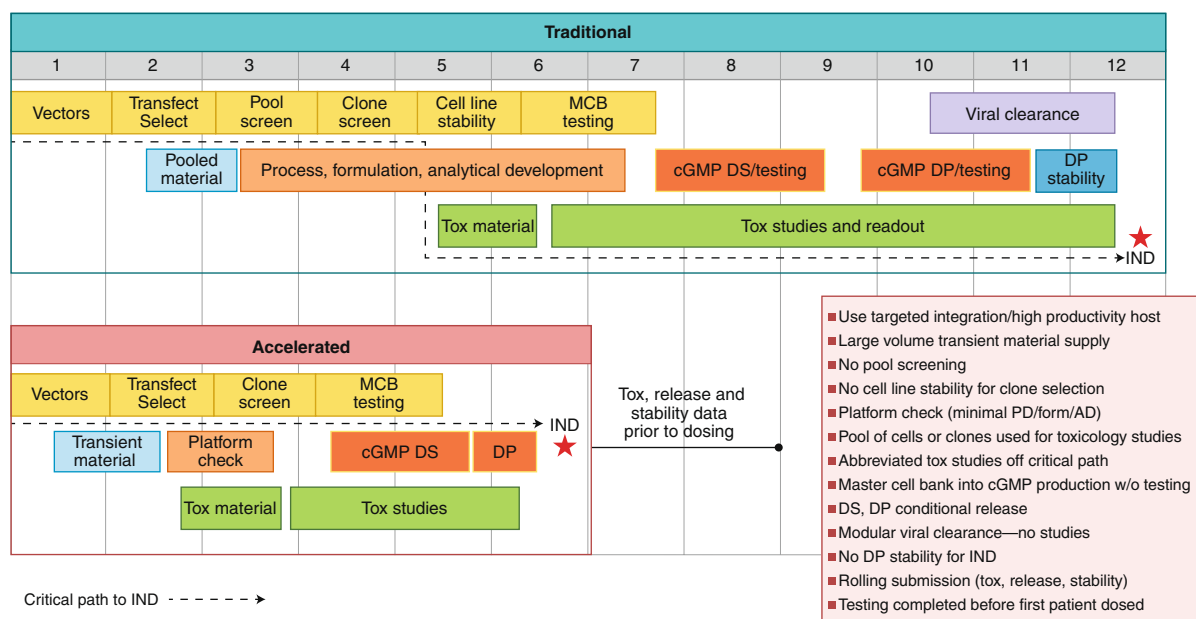 Traditional
1 2 3 4 5 6 7 8 9 10 11 12
Vectors
Transfect
Select
Pool
screen
Clone
screen
Cell line
stability
MCB
testing
Viral clearance
Pooled
material
Process, formulation, analytical development
cGMP DS/testing
cGMP DP/testing
DP
stability
Tox material
Tox studies and readout
IND
Accelerated
Vectors
Transfect
Select
Clone
screen
MCB
testing
IND
Transient
material
Platform
check
cGMP DS
DP
Tox material
Tox studies
Tox, release and
stability data
prior to dosing
Use targeted integration/high productivity host
Large volume transient material supply
No pool screening
No cell line stability for clone selection
Platform check (minimal PD/form/AD)
Pool of cells or clones used for toxicology studies
Abbreviated tox studies off critical path
Master cell bank into cGMP production w/o testing
DS, DP conditional release
Modular viral clearance—no studies
No DP stability for IND
Rolling submission (tox, release, stability)
Testing completed before first patient dosed
Critical path to IND